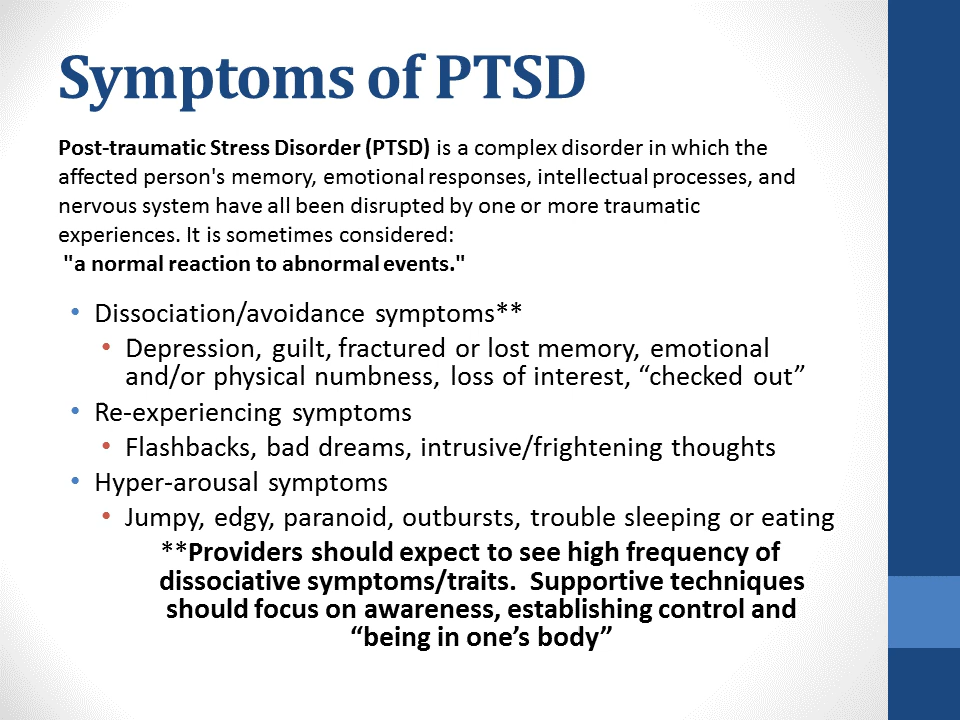 Symptoms of PTSD
Post-traumatic Stress Disorder (PTSD) is a complex disorder in which the
affected person's memory, emotional responses, intellectual processes, and
nervous system have all been disrupted by one or more traumatic
experiences. It is sometimes considered:
"a normal reaction to abnormal events."
• Dissociation/avoidance symptoms**
• Depression, guilt, fractured or lost memory, emotional
and/or physical numbness, loss of interest, “checked out”
• Re-experiencing symptoms
• Flashbacks, bad dreams, intrusive/frightening thoughts
• Hyper-arousal symptoms
• Jumpy, edgy, paranoid, outbursts, trouble sleeping or eating
**Providers should expect to see high frequency of
dissociative symptoms/traits. Supportive techniques
should focus on awareness, establishing control and
“being in one’s body”